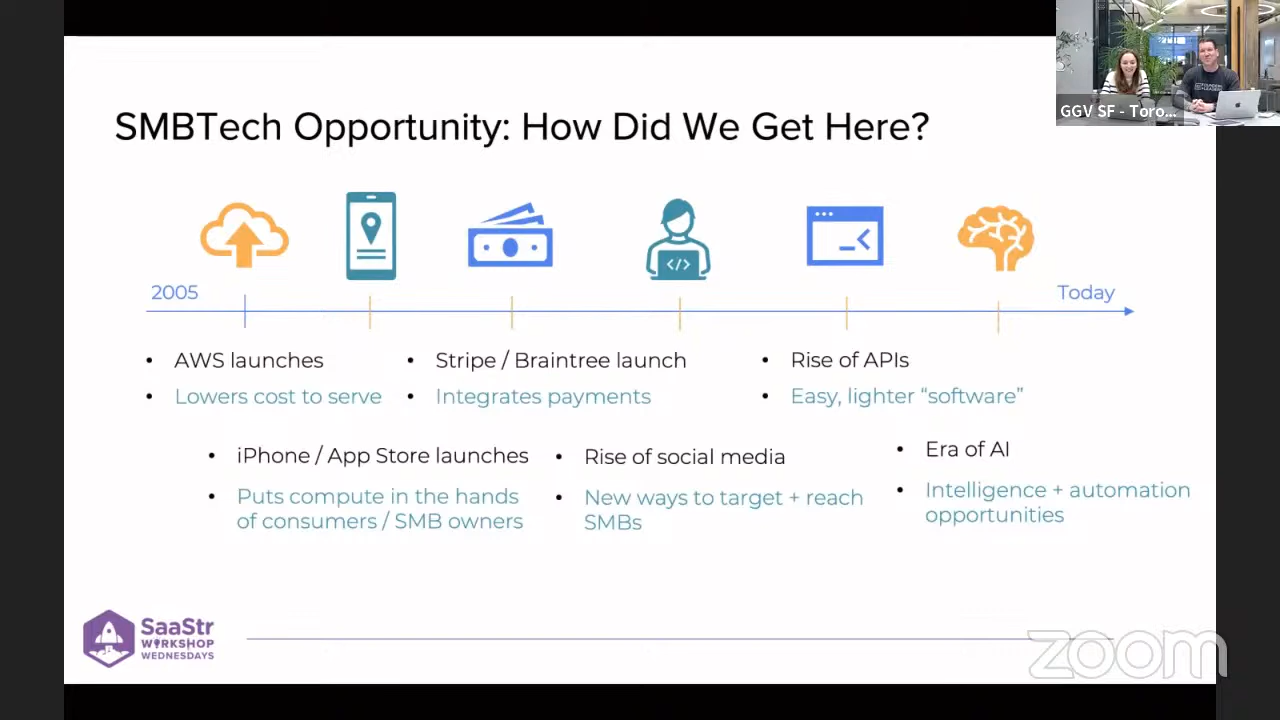 SMBTech Opportunity: How Did We Get Here?
GGV SF - Toro...
</>
2005
Today
• AWS launches
• Lowers cost to serve
• Stripe / Braintree launch
• Integrates payments
• Rise of APIs
• Easy, lighter “software”
• iPhone / App Store launches
• Puts compute in the hands
of consumers / SMB owners
• Rise of social media
• New ways to target + reach
SMBs
• Era of AI
• Intelligence + automation
opportunities
SaaStr
WORKSHOP
WEDNESDAYS
zoom